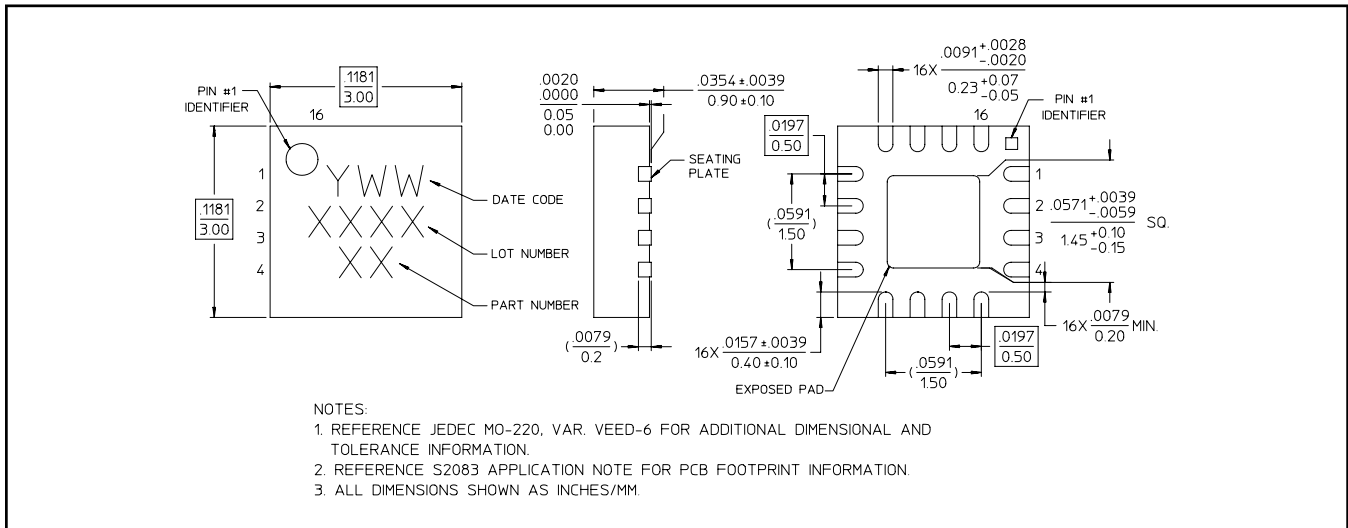 PIN #1
IDENTIFIER
.1181
3.00
16
.1181
3.00
1
2
3
4
YWW
XXXX
XX
DATE CODE
LOT NUMBER
PART NUMBER
.0020
.0000
0.05
0.00
.0354 ±.0039
0.90 ±0.10
SEATING
PLATE
(.0079)
0.2
16X .0091 +.0028
-.0020
0.23 +0.07
-0.05
16
PIN #1
IDENTIFIER
.0197
0.50
(.0591)
1.50
1
2
3
4
.0571 +.0039
-.0059
1.45 +0.10
-0.15
SQ.
16X .0157 ±.0039
0.40 ±0.10
16X .0079 MIN.
0.20
.0197
0.50
(.0591)
1.50
EXPOSED PAD
NOTES:
1. REFERENCE JEDEC MO-220, VAR. VEED-6 FOR ADDITIONAL DIMENSIONAL AND
TOLERANCE INFORMATION.
2. REFERENCE S2083 APPLICATION NOTE FOR PCB FOOTPRINT INFORMATION.
3. ALL DIMENSIONS SHOWN AS INCHES/MM.